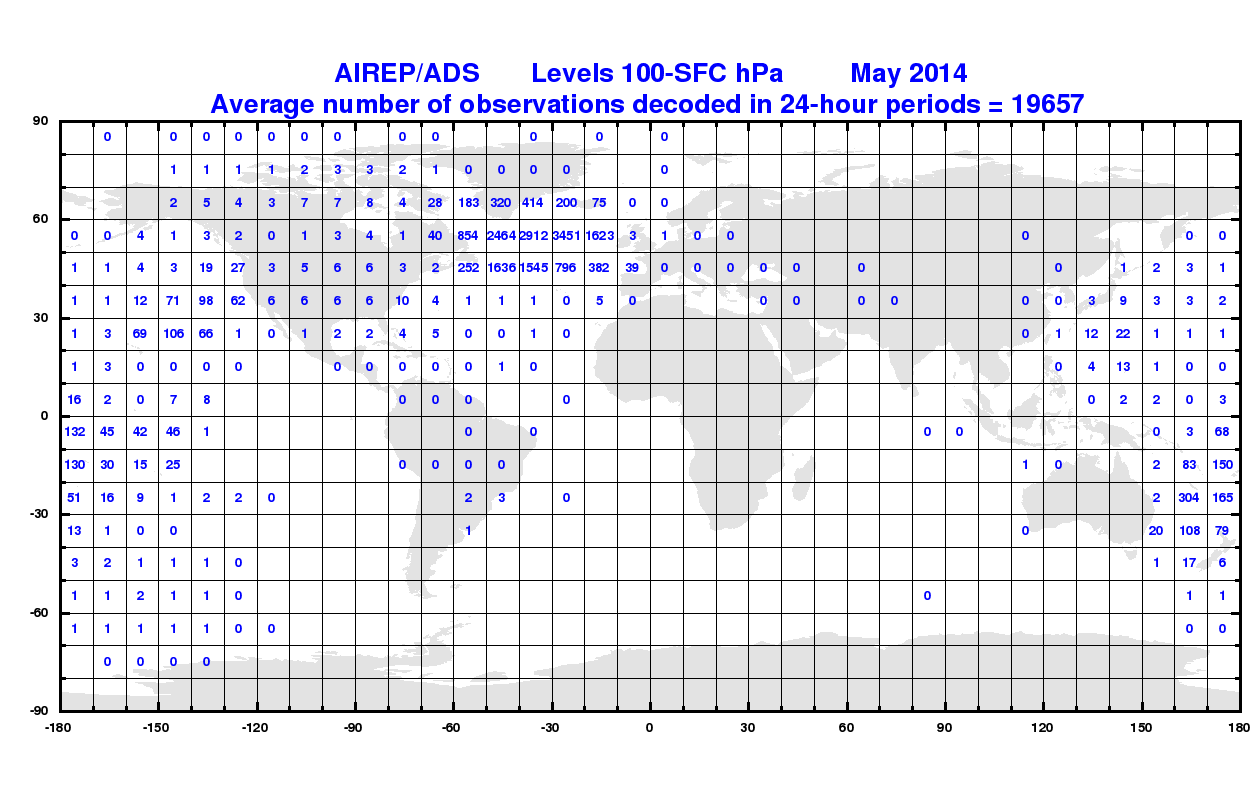 AIREP/ADS Levels 100-SFC hPa May 2014
Average number of observations decoded in 24-hour periods = 19657
90
0 0 0 0 0 0 0 0 0 0 0 0
1 1 1 1 2 3 3 2 1 0 0 0 0 0
2 5 4 3 7 7 8 4 28 183 320 414 200 75 0 0
60
0 0 4 1 3 2 0 1 3 4 1 40 854 2464 2912 3451 1623 3 1 0 0 0 0 0
1 1 4 3 19 27 3 5 6 6 3 2 252 1636 1545 796 382 39 0 0 0 0 0 0 0 1 2 3 1
1 1 12 71 98 62 6 6 6 6 10 4 1 1 1 0 5 0 0 0 0 0 0 0 3 9 3 3 2
30
1 3 69 106 66 1 0 1 2 2 4 5 0 0 1 0 0 1 12 22 1 1 1
1 3 0 0 0 0 0 0 0 0 0 1 0 0 4 13 1 0 0
16 2 0 7 8 0 0 0 0 0 2 2 0 3
0
132 45 42 46 1 0 0 0 0 0 3 68
130 30 15 25 0 0 0 0 1 0 2 83 150
51 16 9 1 2 2 0 2 3 0 2 304 165
-30
13 1 0 0 1 0 20 108 79
3 2 1 1 1 0 1 17 6
1 1 2 1 1 0 0 1 1
-60
1 1 1 1 1 0 0 0 0
0 0 0 0
-90
-180 -150 -120 -90 -60 -30 0 30 60 90 120 150 180